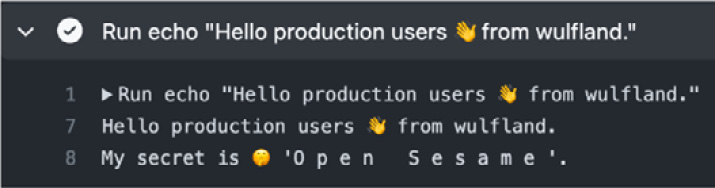 Run echo "Hello production users 👋 from wulfland."
1 ▶ Run echo "Hello production users 👋 from wulfland."
7 Hello production users 👋 from wulfland.
8 My secret is 🤫 'O p e n   S e s a m e '.